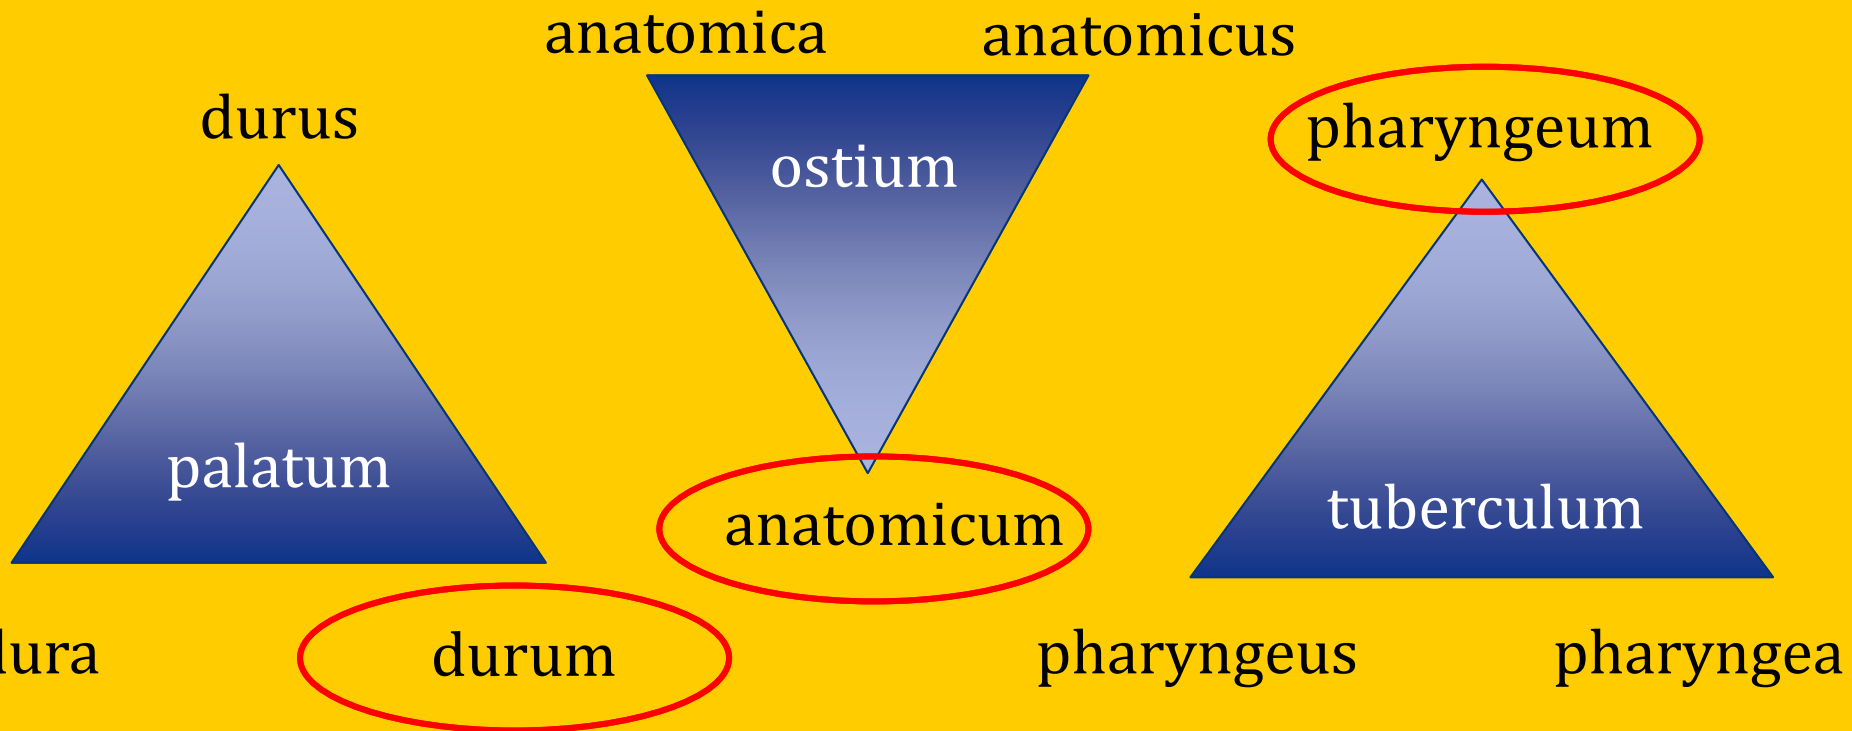 anatomica anatomicus
durus
pharyngeum
ostium
palatum
tuberculum
anatomicum
durum
pharyngeus pharyngea